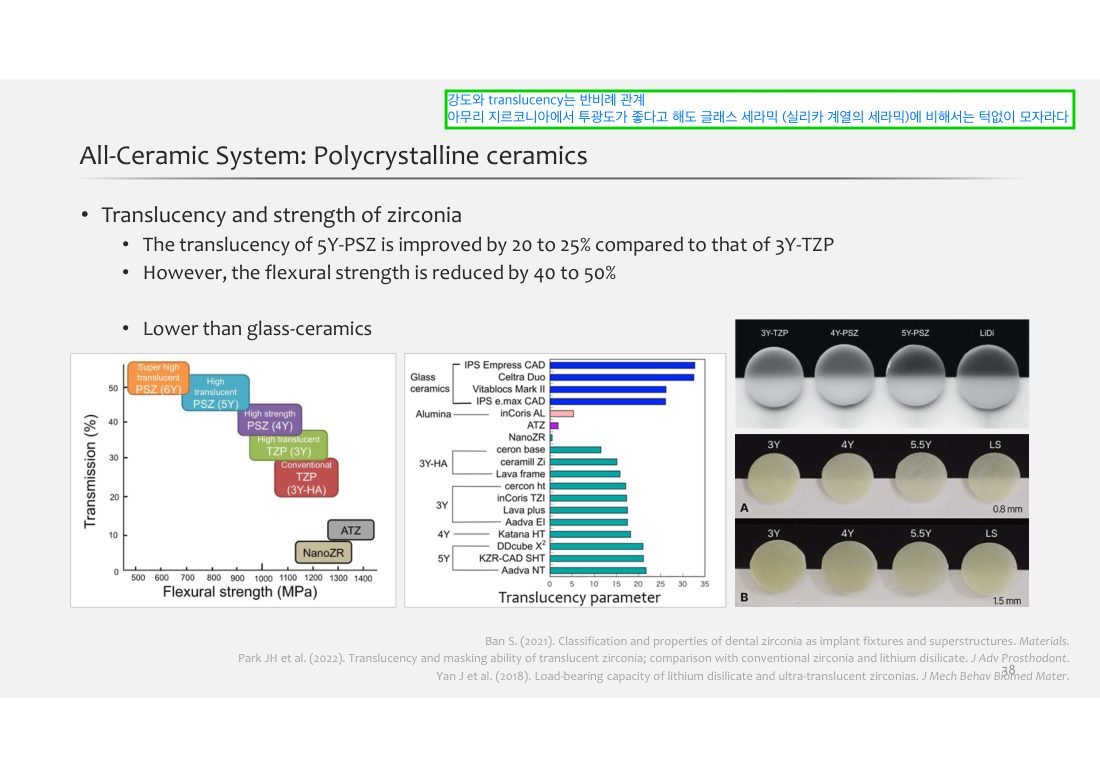 강도와 translucency는 반비례 관계
아무리 지르코니아에서 투광도가 좋다고 해도 글래스 세라믹 (실리카 계열의 세라믹)에 비해서는 턱없이 모자라다
All-Ceramic System: Polycrystalline ceramics
• Translucency and strength of zirconia
• The translucency of 5Y-PSZ is improved by 20 to 25% compared to that of 3Y-TZP
• However, the flexural strength is reduced by 40 to 50%
• Lower than glass-ceramics
Transmission (%)
50
40
30
20
10
0
Super high
translucent
PSZ (6Y)
High
translucent
PSZ (5Y)
High strength
PSZ (4Y)
High translucent
TZP (3Y)
Conventional
TZP
(3Y-HA)
ATZ
NanoZR
500 600 700 800 900 1000 1100 1200 1300 1400
Flexural strength (MPa)
Glass
ceramics
IPS Empress CAD
Celtra Duo
Vitablocs Mark II
IPS e.max CAD
Alumina
inCoris AL
ATZ
NanoZR
3Y-HA
ceron base
ceramill Zi
Lava frame
3Y
cercon ht
inCoris TZI
Lava plus
Aadva EI
4Y
Katana HT
5Y
DDcube X²
KZR-CAD SHT
Aadva NT
0 5 10 15 20 25 30 35
Translucency parameter
3Y-TZP 4Y-PSZ 5Y-PSZ LiDi
3Y 4Y 5.5Y LS
A 0.8 mm
3Y 4Y 5.5Y LS
B 1.5 mm
Ban S. (2021). Classification and properties of dental zirconia as implant fixtures and superstructures. Materials.
Park JH et al. (2022). Translucency and masking ability of translucent zirconia; comparison with conventional zirconia and lithium disilicate. J Adv Prosthodont.
Yan J et al. (2018). Load-bearing capacity of lithium disilicate and ultra-translucent zirconias. J Mech Behav Biomed Mater.
38